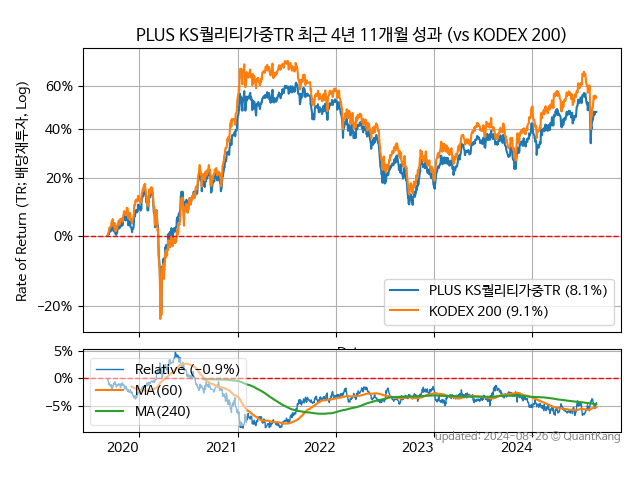 PLUS KS퀄리티가중TR 최근 4년 11개월 성과 (vs KODEX 200)
Rate of Return (TR: 배당재투자, Log)
60%
40%
20%
0%
−20%
PLUS KS퀄리티가중TR (8.1%)
KODEX 200 (9.1%)
5%
0%
−5%
Relative (−0.9%)
MA(60)
MA(240)
2020
2021
2022
2023
2024
updated: 2024-08-26 © QuantKang